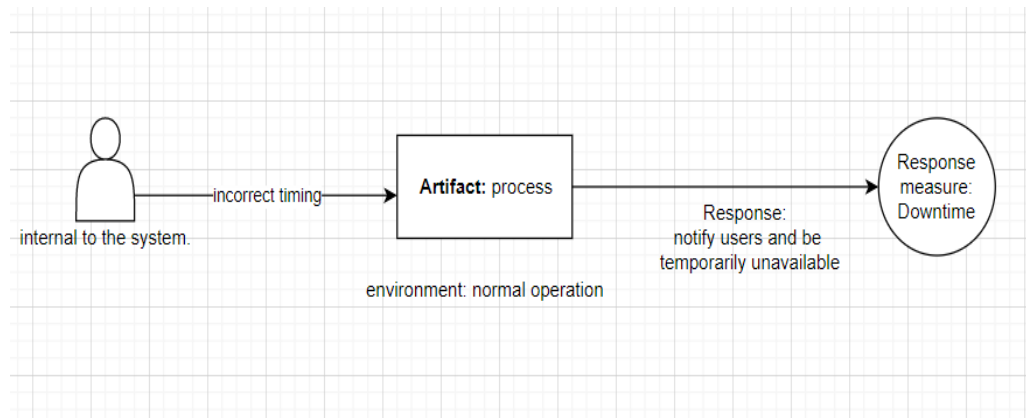 internal to the system.
incorrect timing
Artifact: process
environment: normal operation
Response:
notify users and be
temporarily unavailable
Response
measure:
Downtime